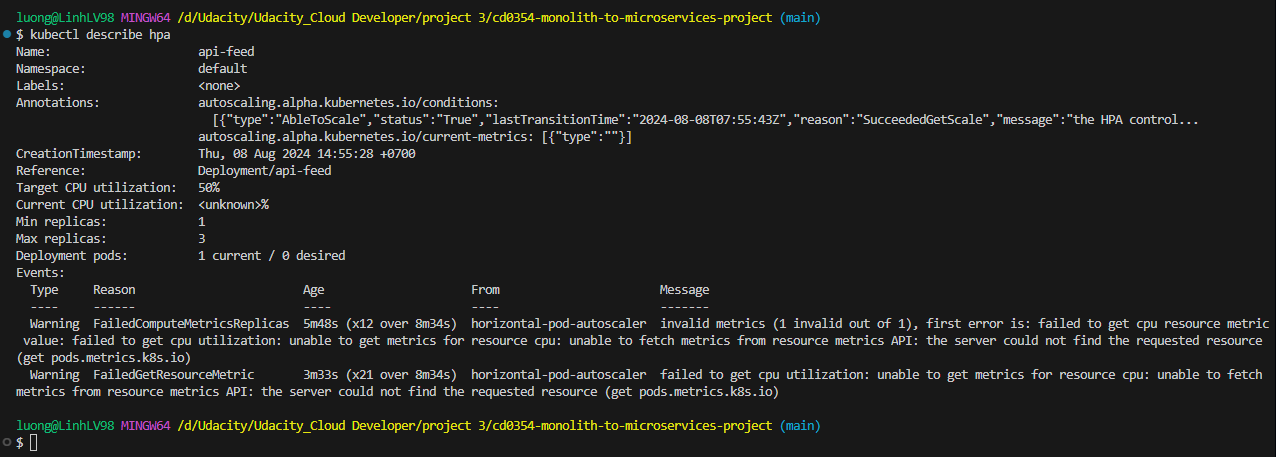 luong@LinhLV98 MINGW64 /d/Udacity/Udacity_Cloud Developer/project 3/cd0354-monolith-to-microservices-project (main)
$ kubectl describe hpa
Name:                     api-feed
Namespace:                default
Labels:                   <none>
Annotations:              autoscaling.alpha.kubernetes.io/conditions:
                            [{"type":"AbleToScale","status":"True","lastTransitionTime":"2024-08-08T07:55:43Z","reason":"SucceededGetScale","message":"the HPA control...
                          autoscaling.alpha.kubernetes.io/current-metrics: [{"type":""}]
CreationTimestamp:        Thu, 08 Aug 2024 14:55:28 +0700
Reference:                Deployment/api-feed
Target CPU utilization:   50%
Current CPU utilization:  <unknown>%
Min replicas:             1
Max replicas:             3
Deployment pods:          1 current / 0 desired
Events:
  Type     Reason                        Age                     From                       Message
  ----     ------                        ----                    ----                       -------
  Warning  FailedComputeMetricsReplicas  5m48s (x12 over 8m34s)  horizontal-pod-autoscaler  invalid metrics (1 invalid out of 1), first error is: failed to get cpu resource metric
 value: failed to get cpu utilization: unable to get metrics for resource cpu: unable to fetch metrics from resource metrics API: the server could not find the requested resource
(get pods.metrics.k8s.io)
  Warning  FailedGetResourceMetric       3m33s (x21 over 8m34s)  horizontal-pod-autoscaler  failed to get cpu utilization: unable to get metrics for resource cpu: unable to fetch
metrics from resource metrics API: the server could not find the requested resource (get pods.metrics.k8s.io)
luong@LinhLV98 MINGW64 /d/Udacity/Udacity_Cloud Developer/project 3/cd0354-monolith-to-microservices-project (main)
$